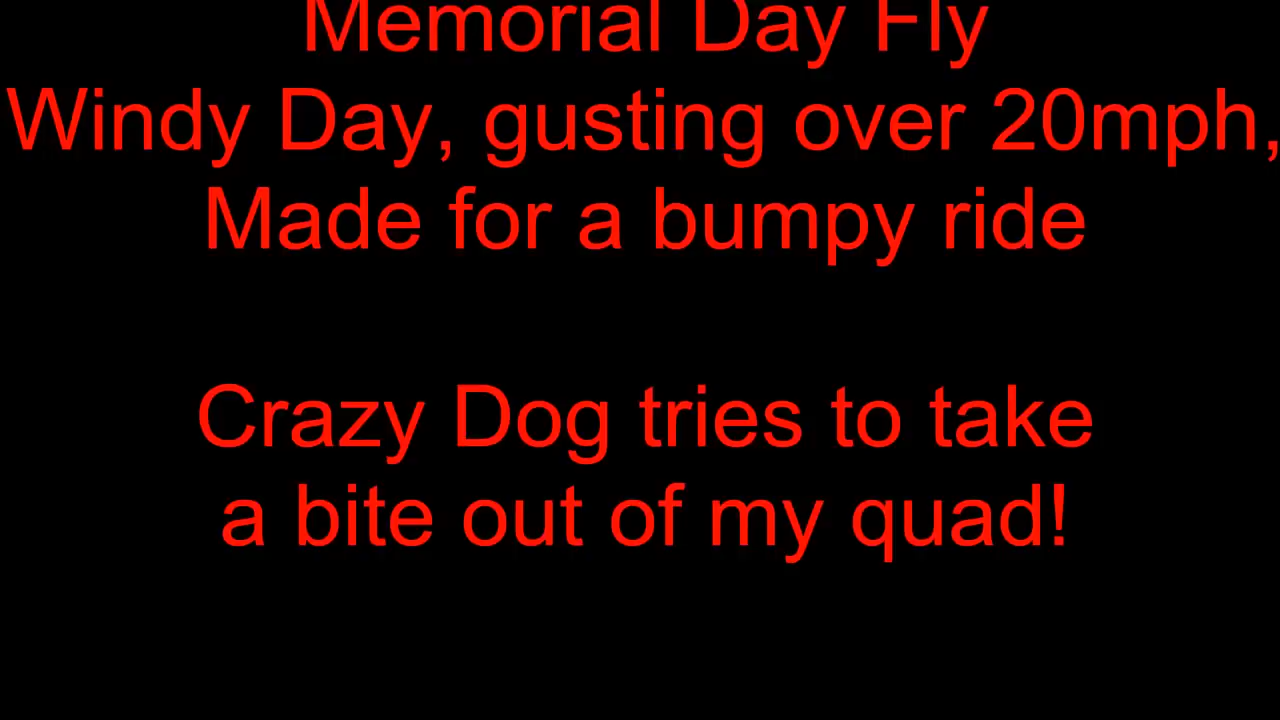 Memorial Day Fly
Windy Day, gusting over 20mph,
Made for a bumpy ride
Crazy Dog tries to take
a bite out of my quad!